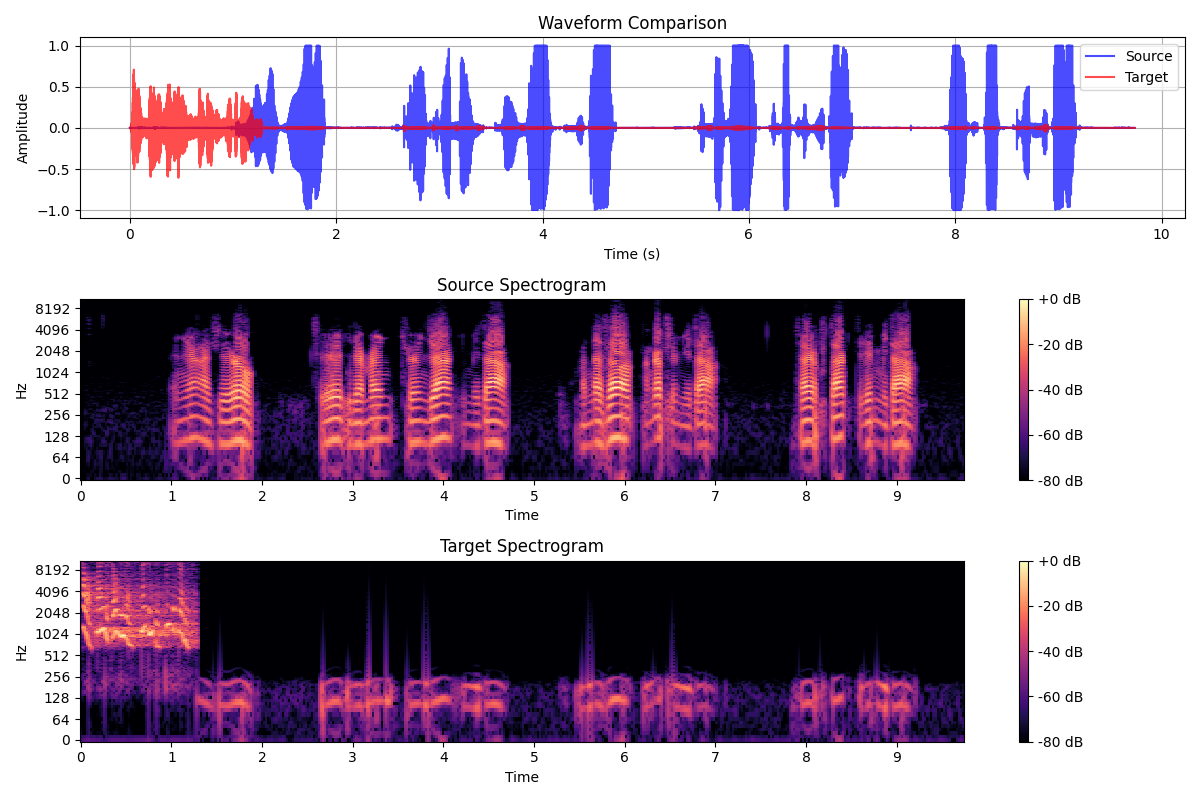 Waveform Comparison
1.0
0.5
0.0
−0.5
−1.0
Amplitude
Source
Target
0 2 4 6 8 10
Time (s)
Source Spectrogram
8192
4096
2048
1024
512
256
128
64
0
Hz
0 1 2 3 4 5 6 7 8 9
Time
+0 dB
-20 dB
-40 dB
-60 dB
-80 dB
Target Spectrogram
8192
4096
2048
1024
512
256
128
64
0
Hz
0 1 2 3 4 5 6 7 8 9
Time
+0 dB
-20 dB
-40 dB
-60 dB
-80 dB